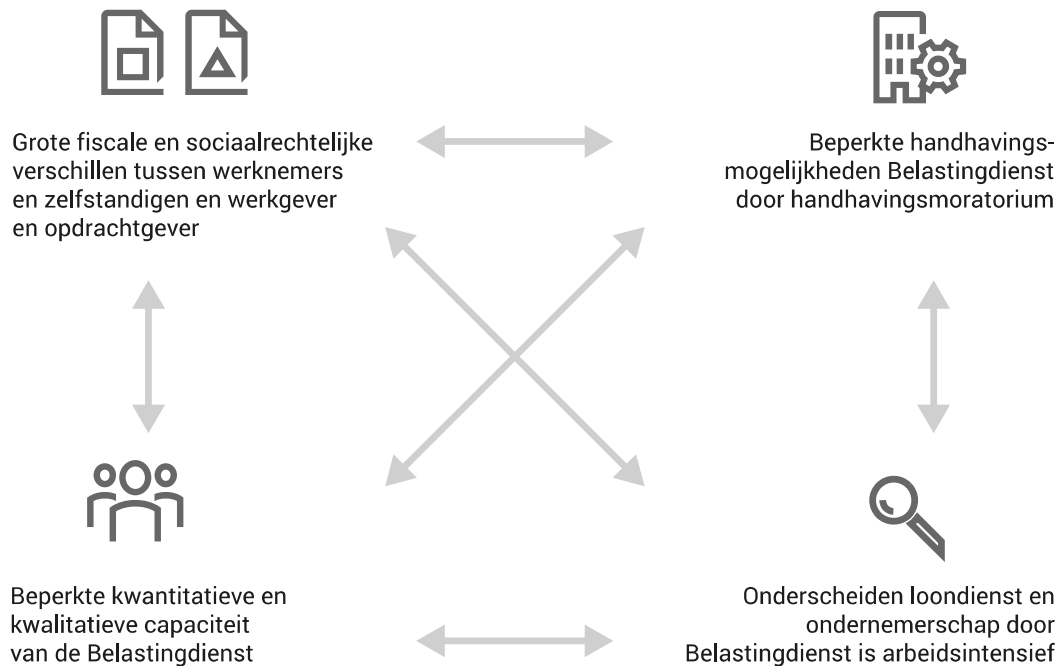 Grote fiscale en sociaalrechtelijke
verschillen tussen werknemers
en zelfstandigen en werkgever
en opdrachtgever
Beperkte handhavings-
mogelijkheden Belastingdienst
door handhavingsmoratorium
Beperkte kwantitatieve en
kwalitatieve capaciteit
van de Belastingdienst
Onderscheiden loondienst en
ondernemerschap door
Belastingdienst is arbeidsintensief